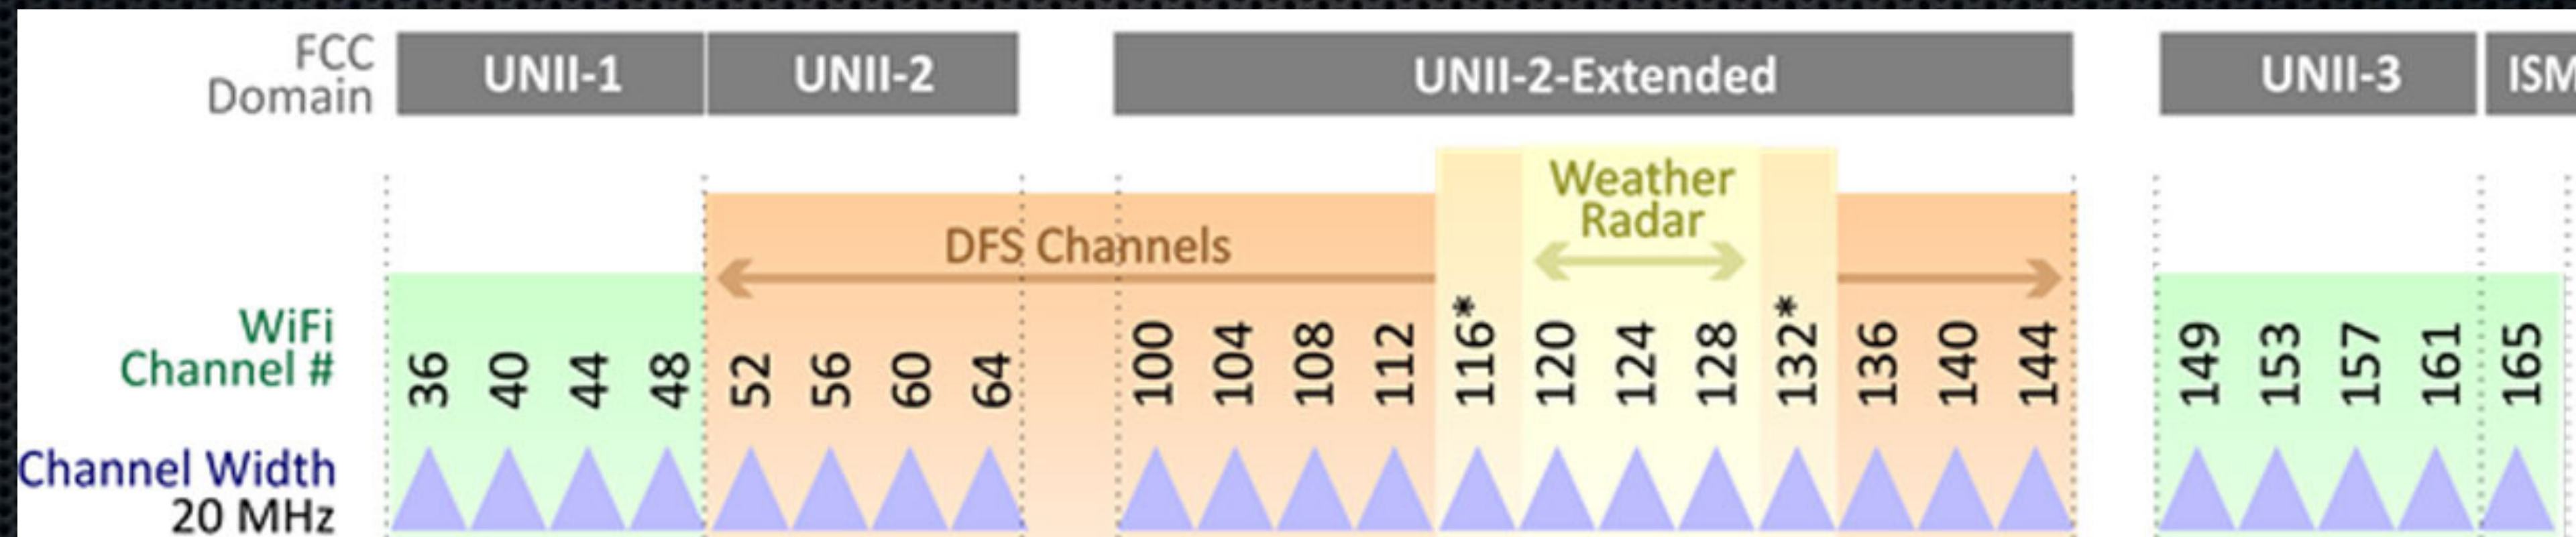 FCC
Domain
UNII-1
UNII-2
UNII-2-Extended
UNII-3
ISM
Weather
Radar
DFS Channels
WiFi
Channel #
36
40
44
48
52
56
60
64
100
104
108
112
116*
120
124
128
132*
136
140
144
149
153
157
161
165
Channel Width
20 MHz